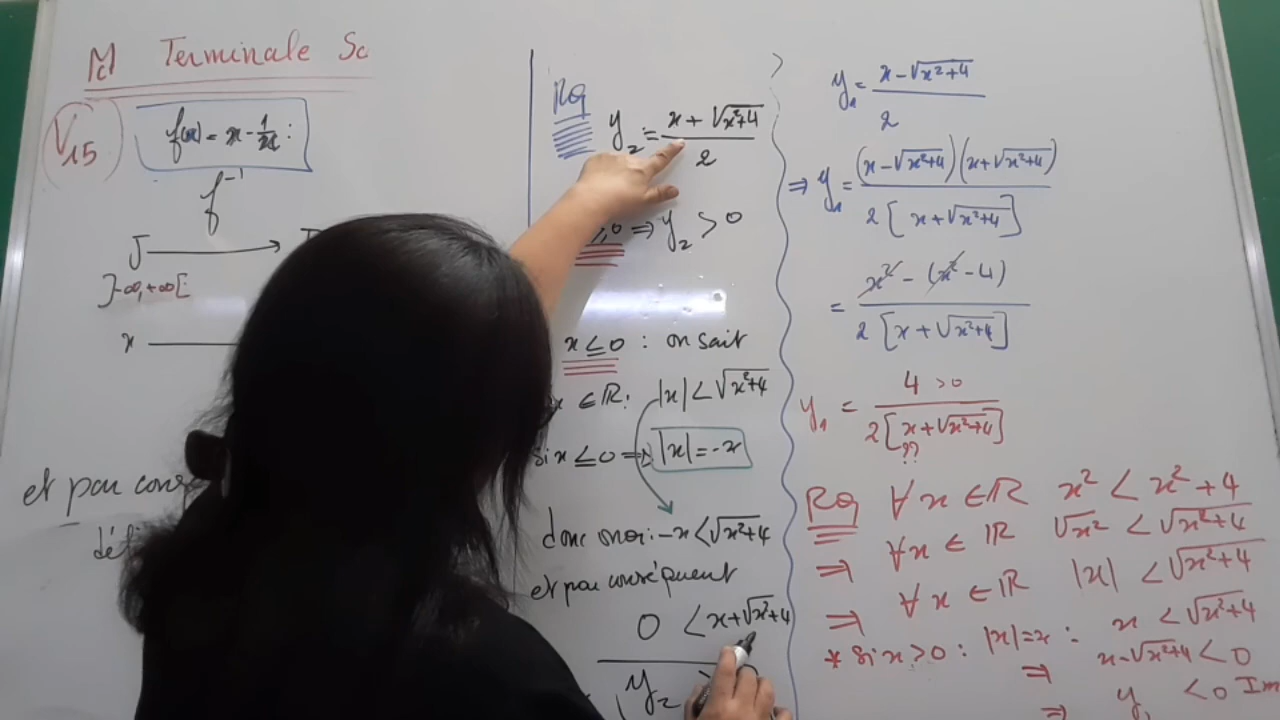 M Terminale Sc
V15
f(x) = x - 1/x :
f⁻¹
J ⟶
]-∞, +∞[
x
et par cons
défi
RQ
y₂ = (x + √(x²+4)) / 2
≥0 ⇒ y₂ > 0
x ≤ 0 : on sait
x ∈ ℝ: |x| < √(x²+4)
si x ≤ 0 ⇒ |x| = -x
donc on a: -x < √(x²+4)
et par conséquent
0 < x + √(x²+4)
y₂ >
y₁ = (x - √(x²+4)) / 2
⇒ y₁ = (x - √(x²+4))(x + √(x²+4)) / 2[x + √(x²+4)]
= x² - (x² - 4) / 2[x + √(x²+4)]
y₁ = 4 >0 / 2[x + √(x²+4)]
??
RQ ∀x ∈ ℝ x² < x² + 4
⇒ ∀x ∈ ℝ √x² < √(x²+4)
⇒ ∀x ∈ ℝ |x| < √(x²+4)
* Si x > 0 : |x| = x : x < √(x²+4)
⇒ x - √(x²+4) < 0
⇒ y₁ < 0 Im